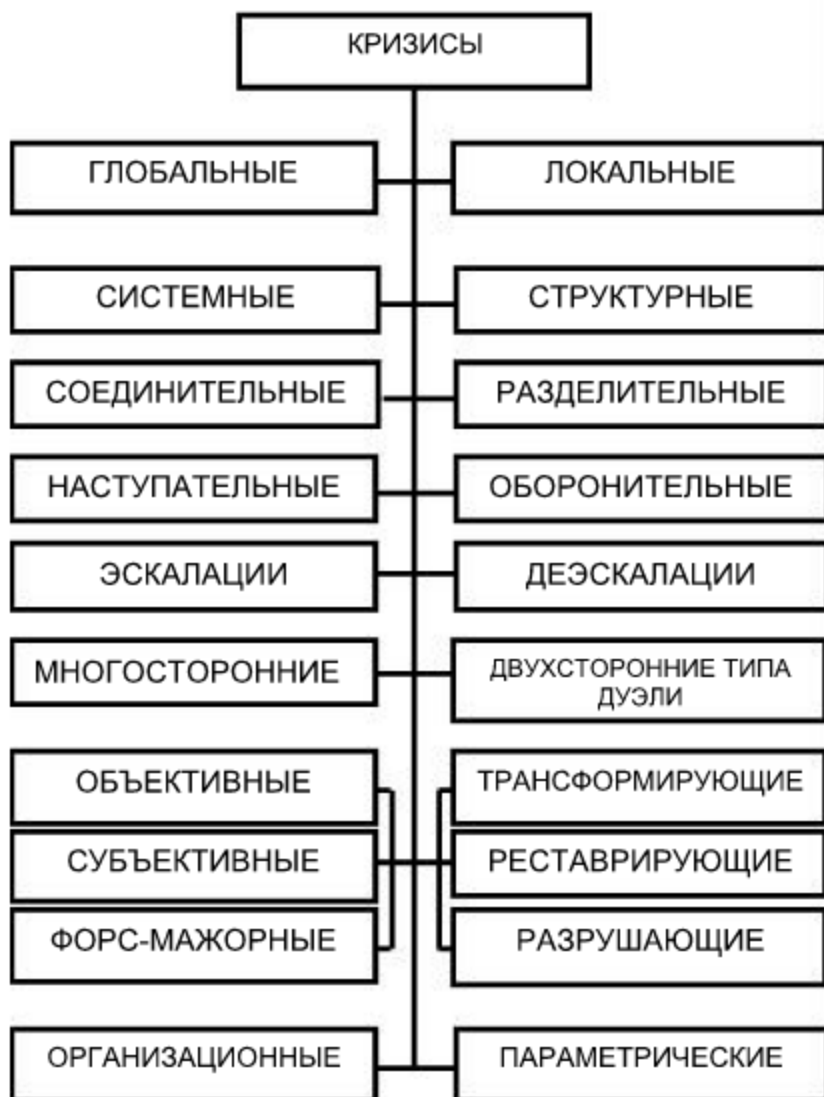 КРИЗИСЫ
ГЛОБАЛЬНЫЕ
ЛОКАЛЬНЫЕ
СИСТЕМНЫЕ
СТРУКТУРНЫЕ
СОЕДИНИТЕЛЬНЫЕ
РАЗДЕЛИТЕЛЬНЫЕ
НАСТУПАТЕЛЬНЫЕ
ОБОРОНИТЕЛЬНЫЕ
ЭСКАЛАЦИИ
ДЕЭСКАЛАЦИИ
МНОГОСТОРОННИЕ
ДВУХСТОРОННИЕ ТИПА
ДУЭЛИ
ОБЪЕКТИВНЫЕ
ТРАНСФОРМИРУЮЩИЕ
СУБЪЕКТИВНЫЕ
РЕСТАВРИРУЮЩИЕ
ФОРС-МАЖОРНЫЕ
РАЗРУШАЮЩИЕ
ОРГАНИЗАЦИОННЫЕ
ПАРАМЕТРИЧЕСКИЕ